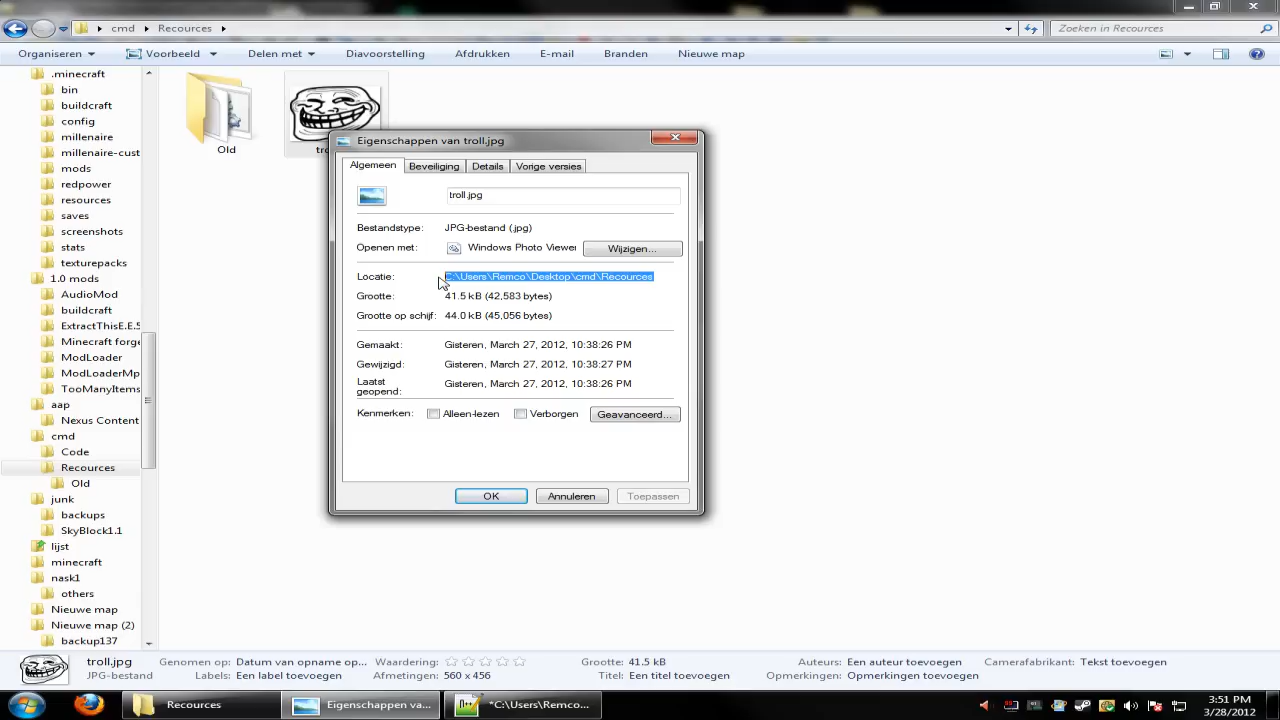 cmd
Recources
Zoeken in Recources
Organiseren
Voorbeeld
Delen met
Diavoorstelling
Afdrukken
E-mail
Branden
Nieuwe map
.minecraft
bin
buildcraft
config
millenaire
millenaire-cust
mods
redpower
resources
saves
screenshots
stats
texturepacks
1.0 mods
AudioMod
buildcraft
ExtractThisE.E.5
Minecraft forge
ModLoader
ModLoaderMp
TooManyItems
aap
Nexus Content
cmd
Code
Recources
Old
junk
backups
SkyBlock1.1
lijst
minecraft
nask1
others
Nieuwe map
Nieuwe map (2)
backup137
Old
Eigenschappen van troll.jpg
Algemeen
Beveiliging
Details
Vorige versies
troll.jpg
Bestandstype: JPG-bestand (.jpg)
Openen met: Windows Photo Viewer
Wijzigen...
Locatie: C:\Users\Remco\Desktop\cmd\Recources
Grootte: 41.5 kB (42,583 bytes)
Grootte op schijf: 44.0 kB (45,056 bytes)
Gemaakt: Gisteren, March 27, 2012, 10:38:26 PM
Gewijzigd: Gisteren, March 27, 2012, 10:38:27 PM
Laatst geopend: Gisteren, March 27, 2012, 10:38:26 PM
Kenmerken: Alleen-lezen Verborgen Geavanceerd...
OK
Annuleren
Toepassen
troll.jpg
JPG-bestand
Genomen op: Datum van opname op...
Labels: Een label toevoegen
Waardering:
Afmetingen: 560 x 456
Grootte: 41.5 kB
Titel: Een titel toevoegen
Auteurs: Een auteur toevoegen
Opmerkingen: Opmerkingen toevoegen
Camerafabrikant: Tekst toevoegen
Recources
Eigenschappen va...
*C:\Users\Remco...
3:51 PM
3/28/2012